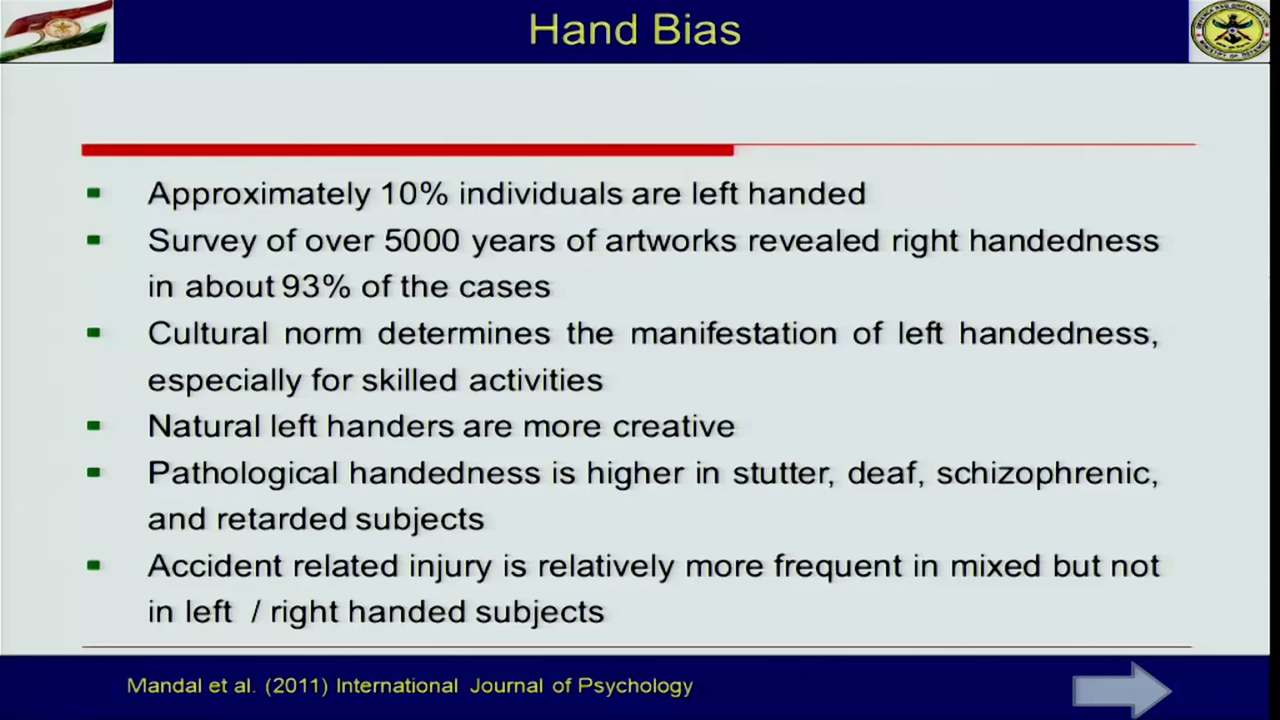 Hand Bias
Approximately 10% individuals are left handed
Survey of over 5000 years of artworks revealed right handedness
in about 93% of the cases
Cultural norm determines the manifestation of left handedness,
especially for skilled activities
Natural left handers are more creative
Pathological handedness is higher in stutter, deaf, schizophrenic,
and retarded subjects
Accident related injury is relatively more frequent in mixed but not
in left / right handed subjects
Mandal et al. (2011) International Journal of Psychology